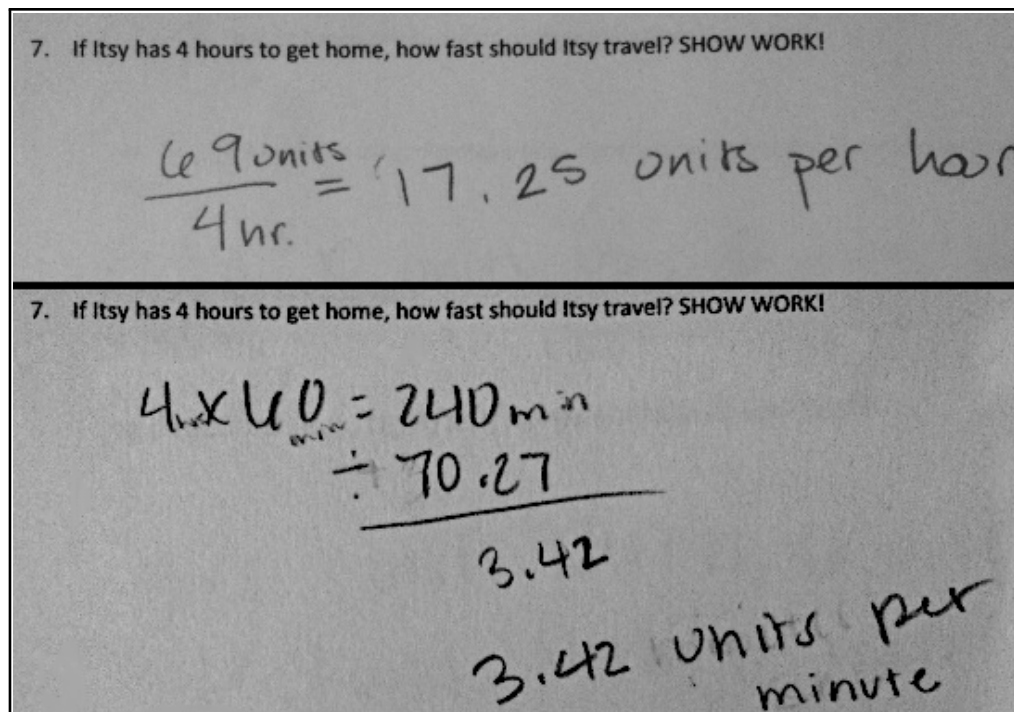 7. If Itsy has 4 hours to get home, how fast should Itsy travel? SHOW WORK!
69 units
4 hr. = 17.25 units per hour
7. If Itsy has 4 hours to get home, how fast should Itsy travel? SHOW WORK!
4 hr x 60 min = 240 min
÷ 70.27
3.42
3.42 units per
minute